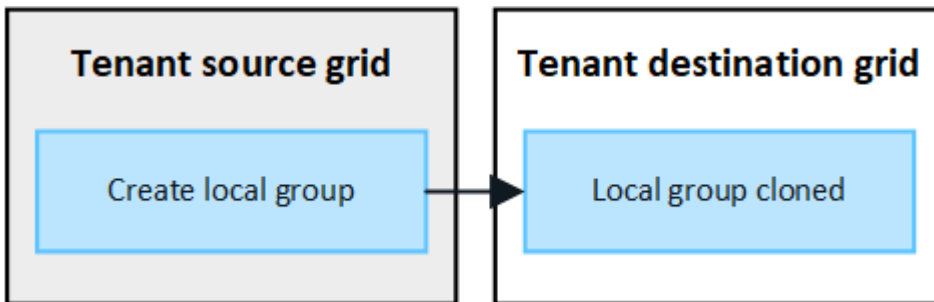 Tenant source grid
Create local group
Tenant destination grid
Local group cloned